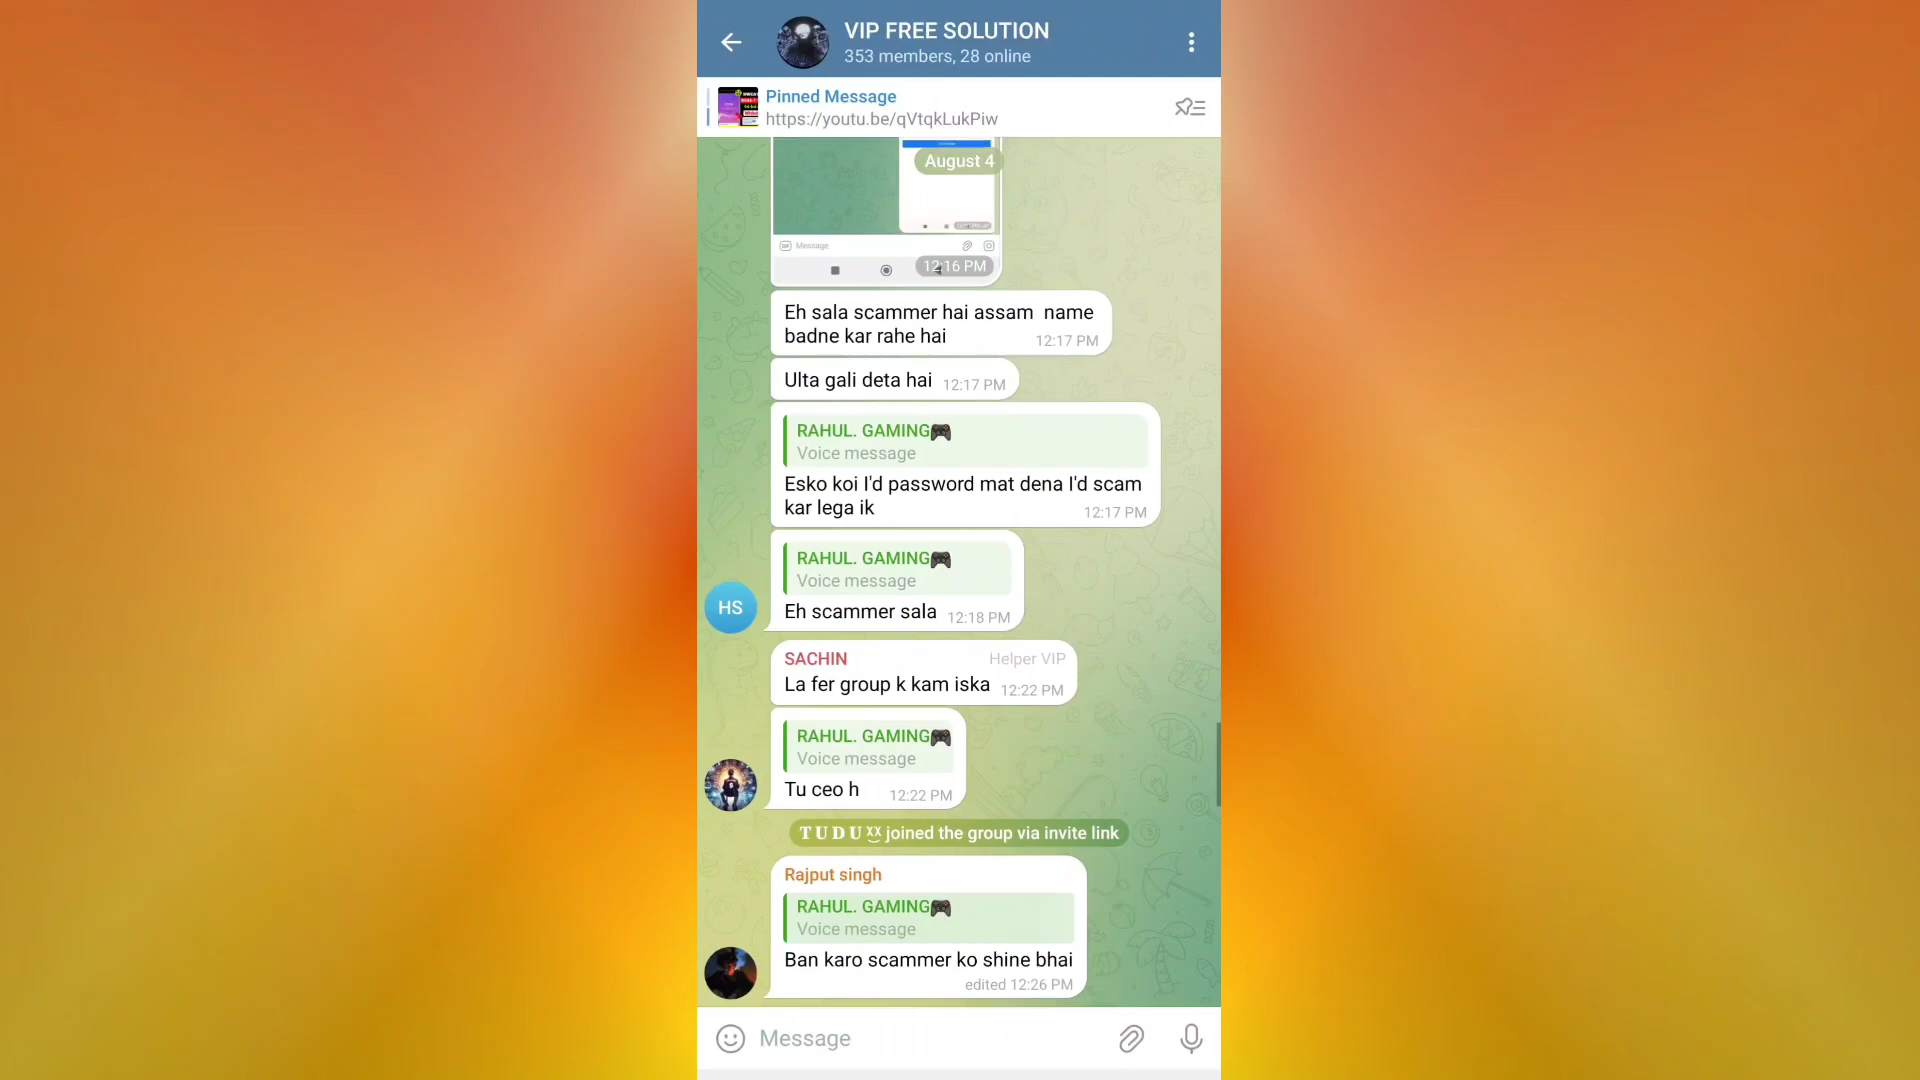 VIP FREE SOLUTION
353 members, 28 online
Pinned Message
https://youtu.be/qVtqkLukPiw
August 4
Message
12:16 PM
Eh sala scammer hai assam name
badne kar rahe hai
12:17 PM
Ulta gali deta hai 12:17 PM
RAHUL. GAMING🎮
Voice message
Esko koi I'd password mat dena I'd scam
kar lega ik
12:17 PM
RAHUL. GAMING🎮
Voice message
HS
Eh scammer sala 12:18 PM
SACHIN Helper VIP
La fer group k kam iska 12:22 PM
RAHUL. GAMING🎮
Voice message
Tu ceo h 12:22 PM
T U D U joined the group via invite link
Rajput singh
RAHUL. GAMING🎮
Voice message
Ban karo scammer ko shine bhai
edited 12:26 PM
Message